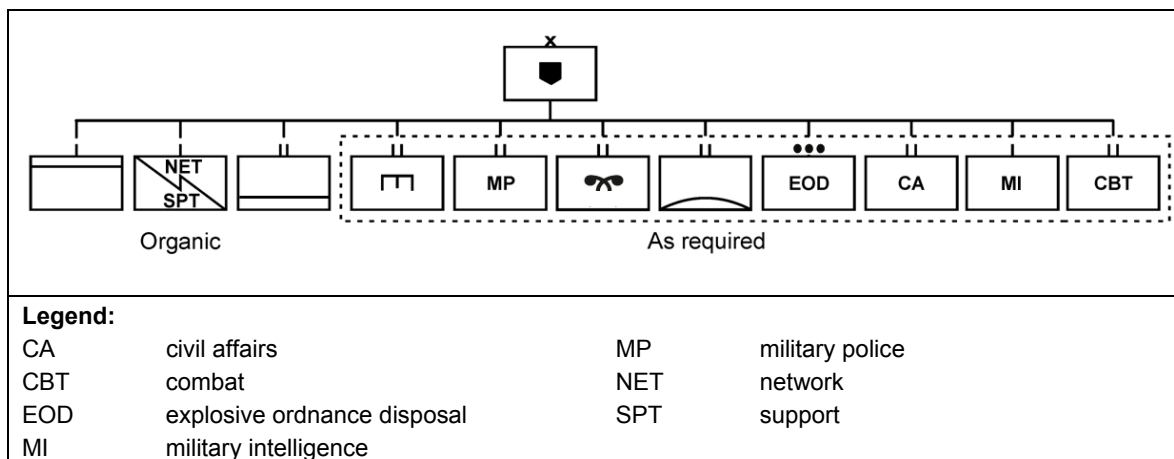 x
NET
SPT
MP
EOD
CA
MI
CBT
Organic
As required
Legend:
CA civil affairs MP military police
CBT combat NET network
EOD explosive ordnance disposal SPT support
MI military intelligence